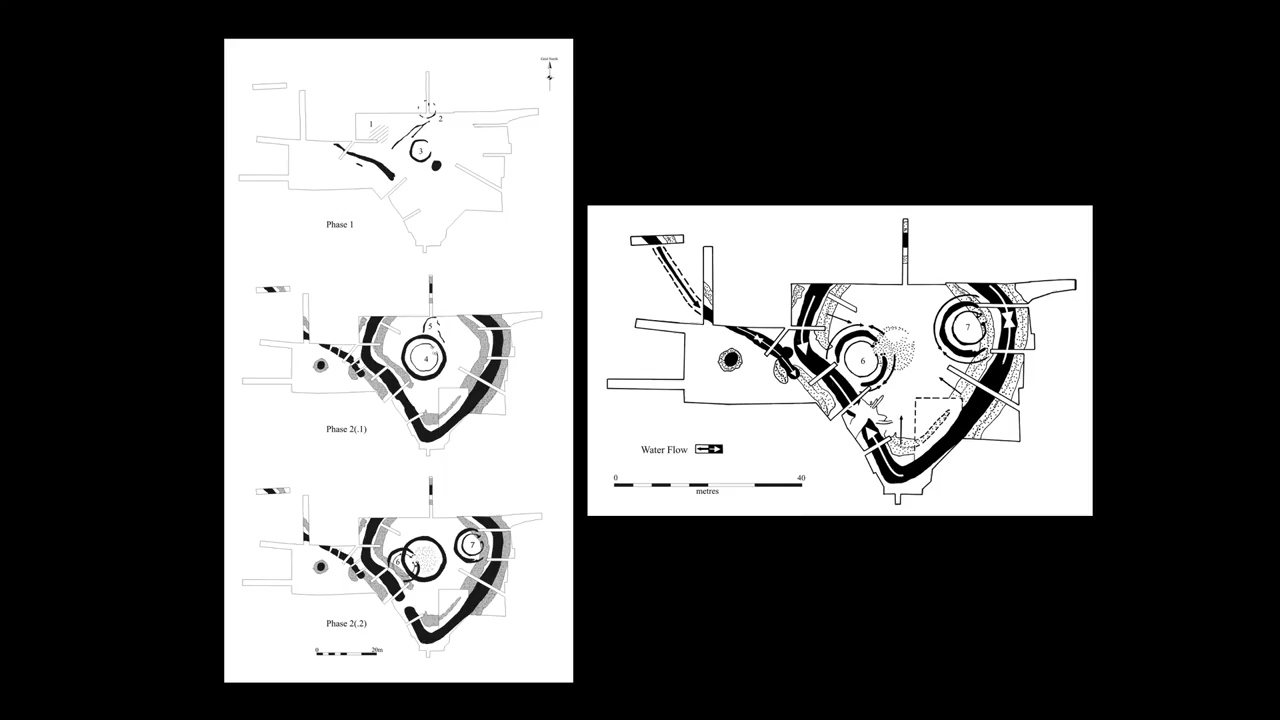 Grid North
1
2
3
Phase 1
5
4
Phase 2(.1)
7
6
Phase 2(.2)
0 20m
7
6
Water Flow
0 40
metres